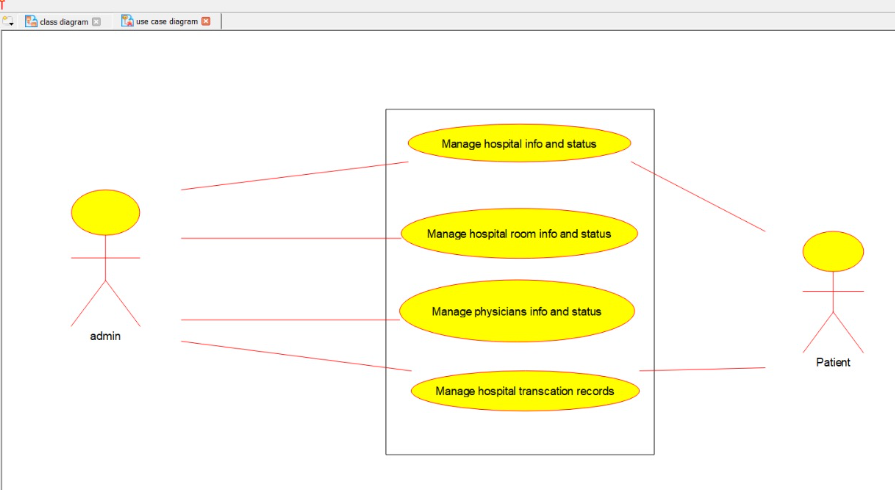 class diagram
use case diagram
Manage hospital info and status
Manage hospital room info and status
Manage physicians info and status
admin
Patient
Manage hospital transcation records